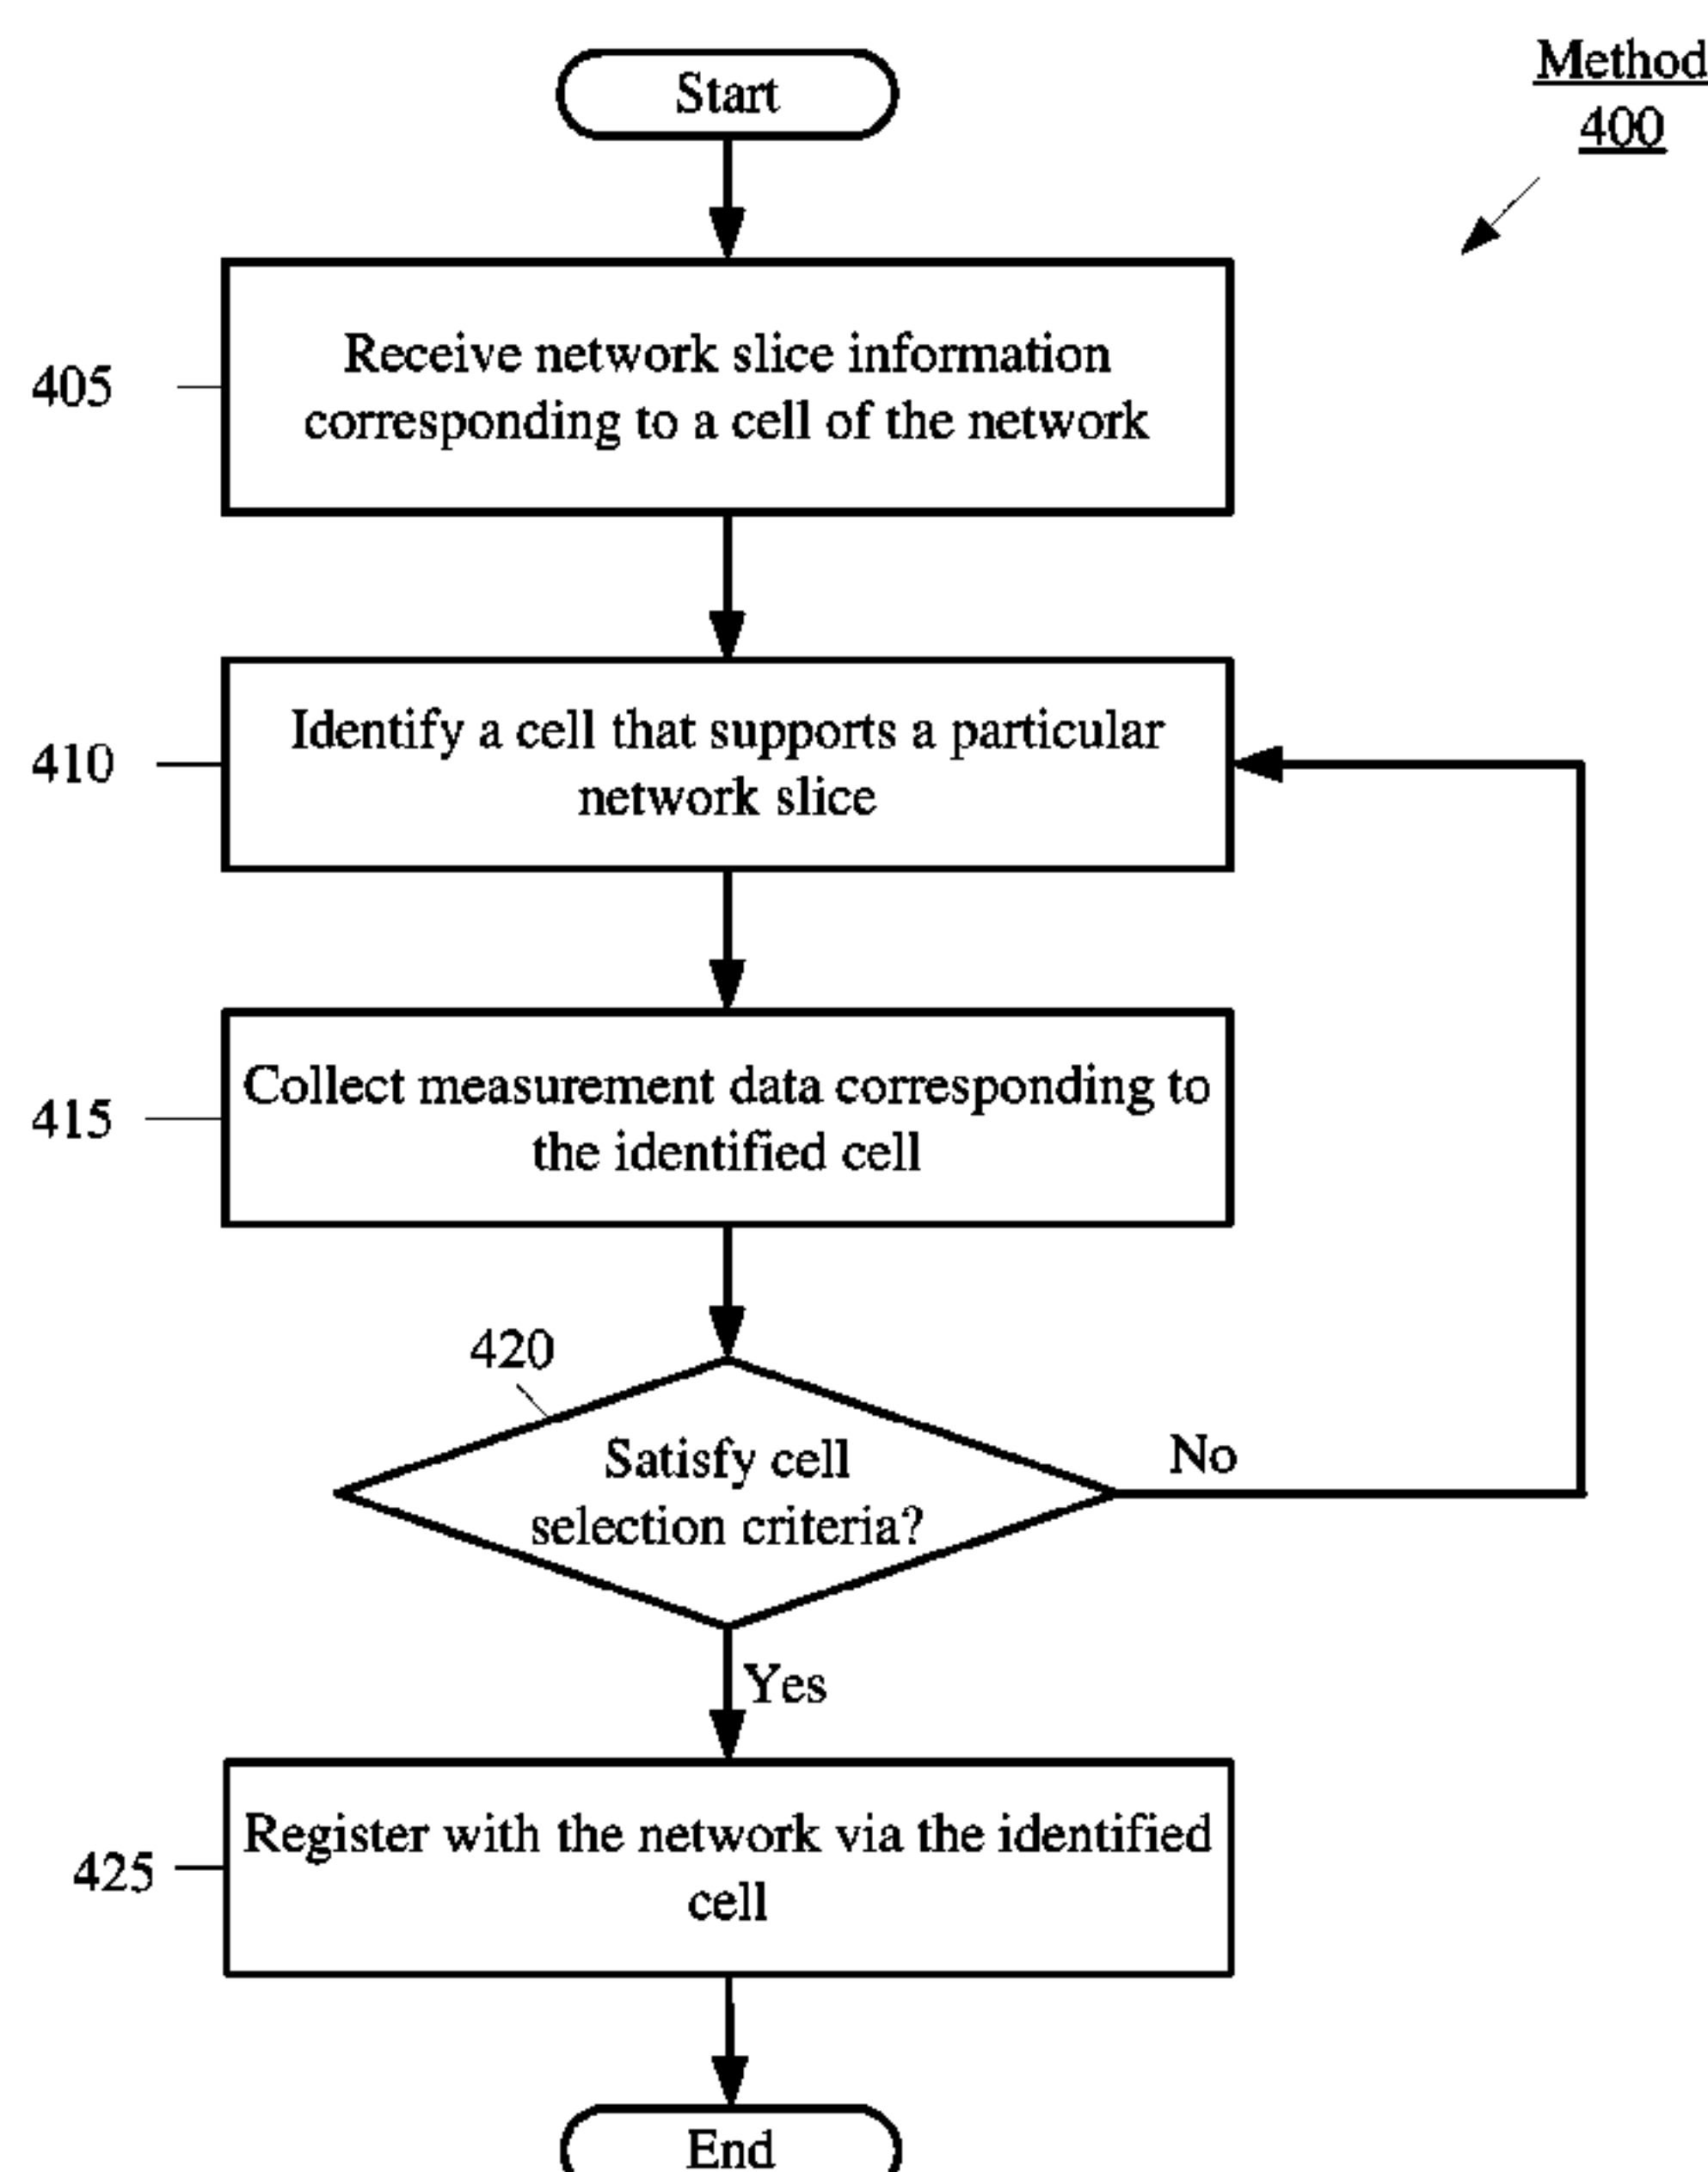 Method
400
Start
405
Receive network slice information
corresponding to a cell of the network
410
Identify a cell that supports a particular
network slice
415
Collect measurement data corresponding to
the identified cell
420
Satisfy cell
selection criteria?
No
Yes
425
Register with the network via the identified
cell
End